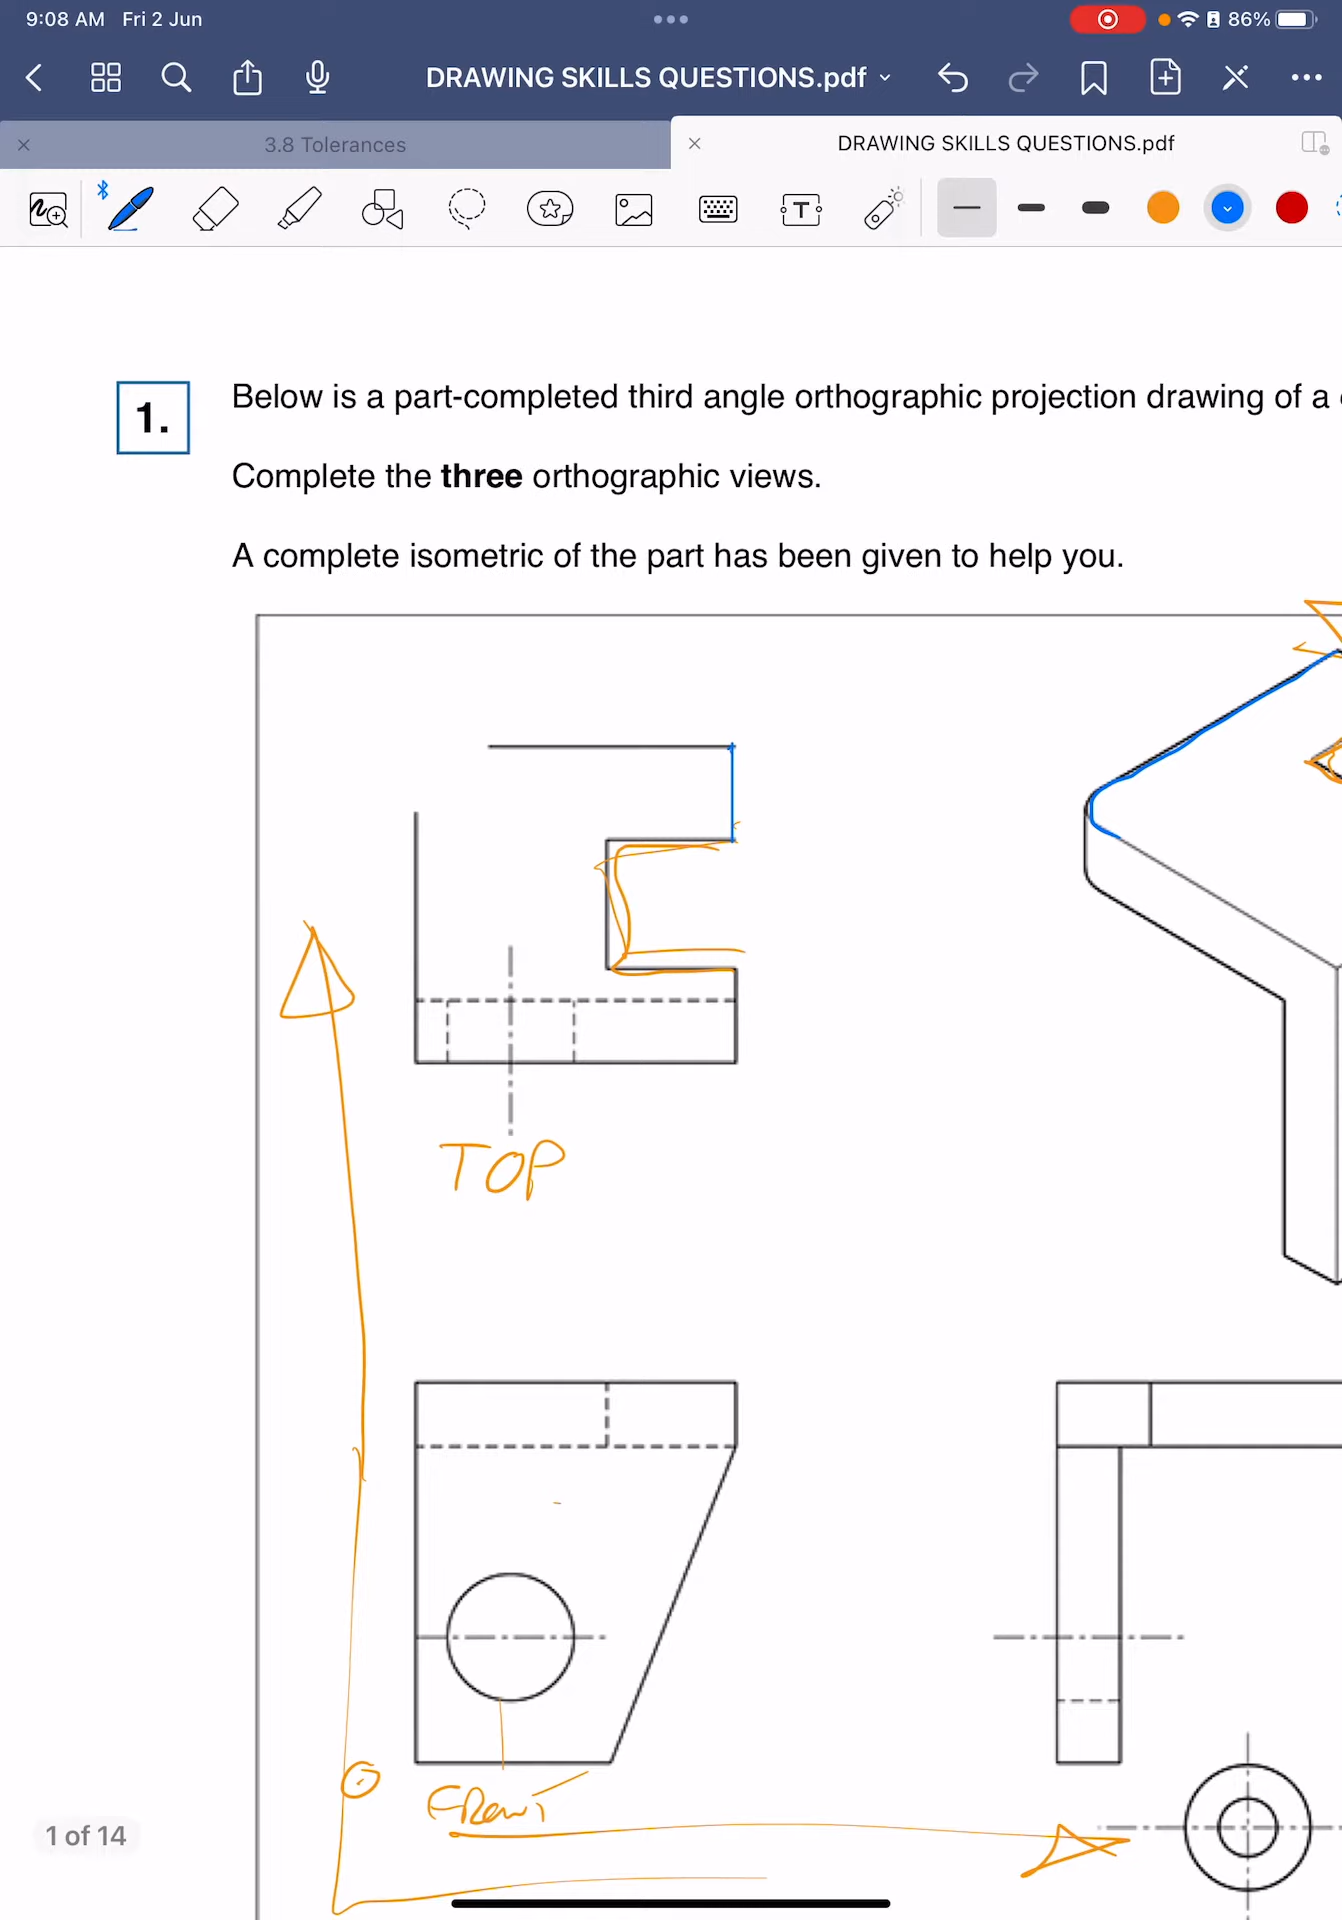 9:08 AM Fri 2 Jun
86%
DRAWING SKILLS QUESTIONS.pdf
3.8 Tolerances
DRAWING SKILLS QUESTIONS.pdf
T
1.
Below is a part-completed third angle orthographic projection drawing of a
Complete the three orthographic views.
A complete isometric of the part has been given to help you.
TOP
FRONT
1 of 14